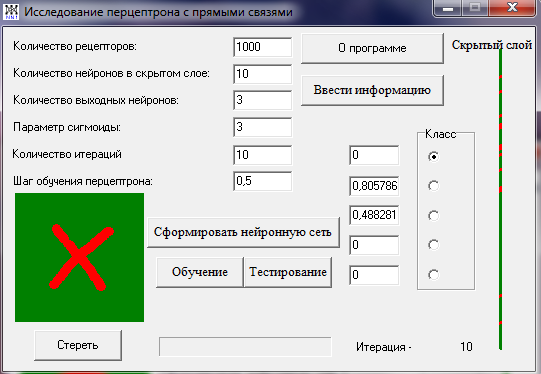 Исследование перцептрона с прямыми связями
Количество рецепторов: 1000
О программе
Скрытый слой
Количество нейронов в скрытом слое: 10
Ввести информацию
Количество выходных нейронов: 3
Параметр сигмоиды: 3
Класс
Количество итераций 10
0
Шаг обучения перцептрона: 0,5
0,805786
0,488281
Сформировать нейронную сеть
0
Обучение
Тестирование
0
Стереть
Итерация - 10